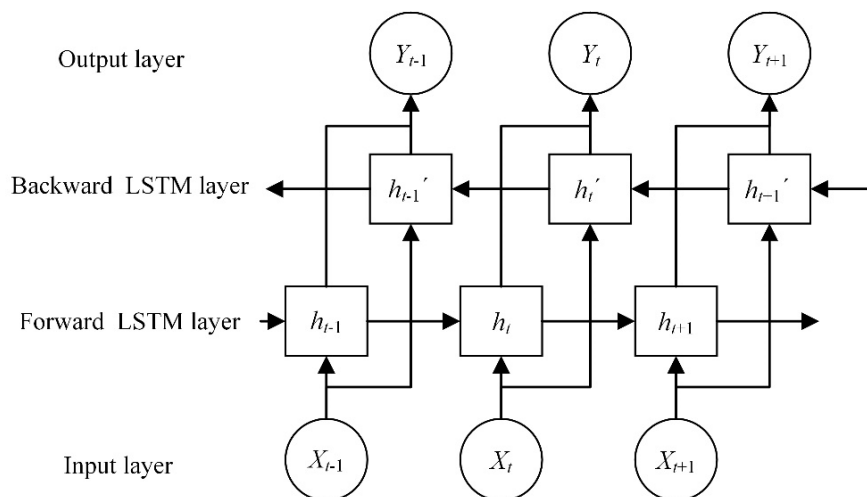 Output layer Y_{t-1} Y_t Y_{t+1}
Backward LSTM layer h_{t-1}′ h_t′ h_{t−1}′
Forward LSTM layer h_{t-1} h_t h_{t+1}
Input layer X_{t-1} X_t X_{t+1}